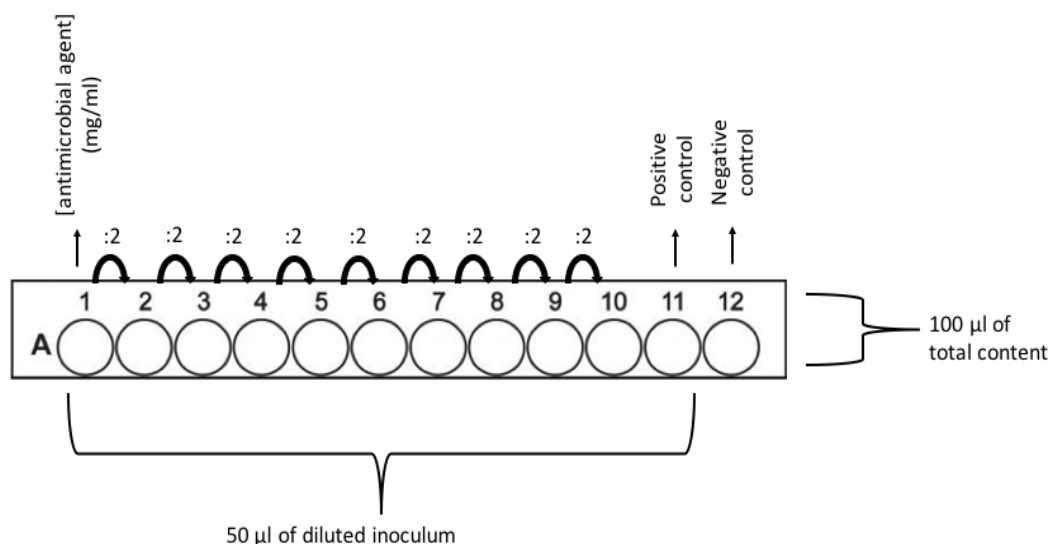 [antimicrobial agent]
(mg/ml)
Positive
control
Negative
control
:2 :2 :2 :2 :2 :2 :2 :2 :2
1 2 3 4 5 6 7 8 9 10 11 12
A
100 µl of
total content
50 µl of diluted inoculum